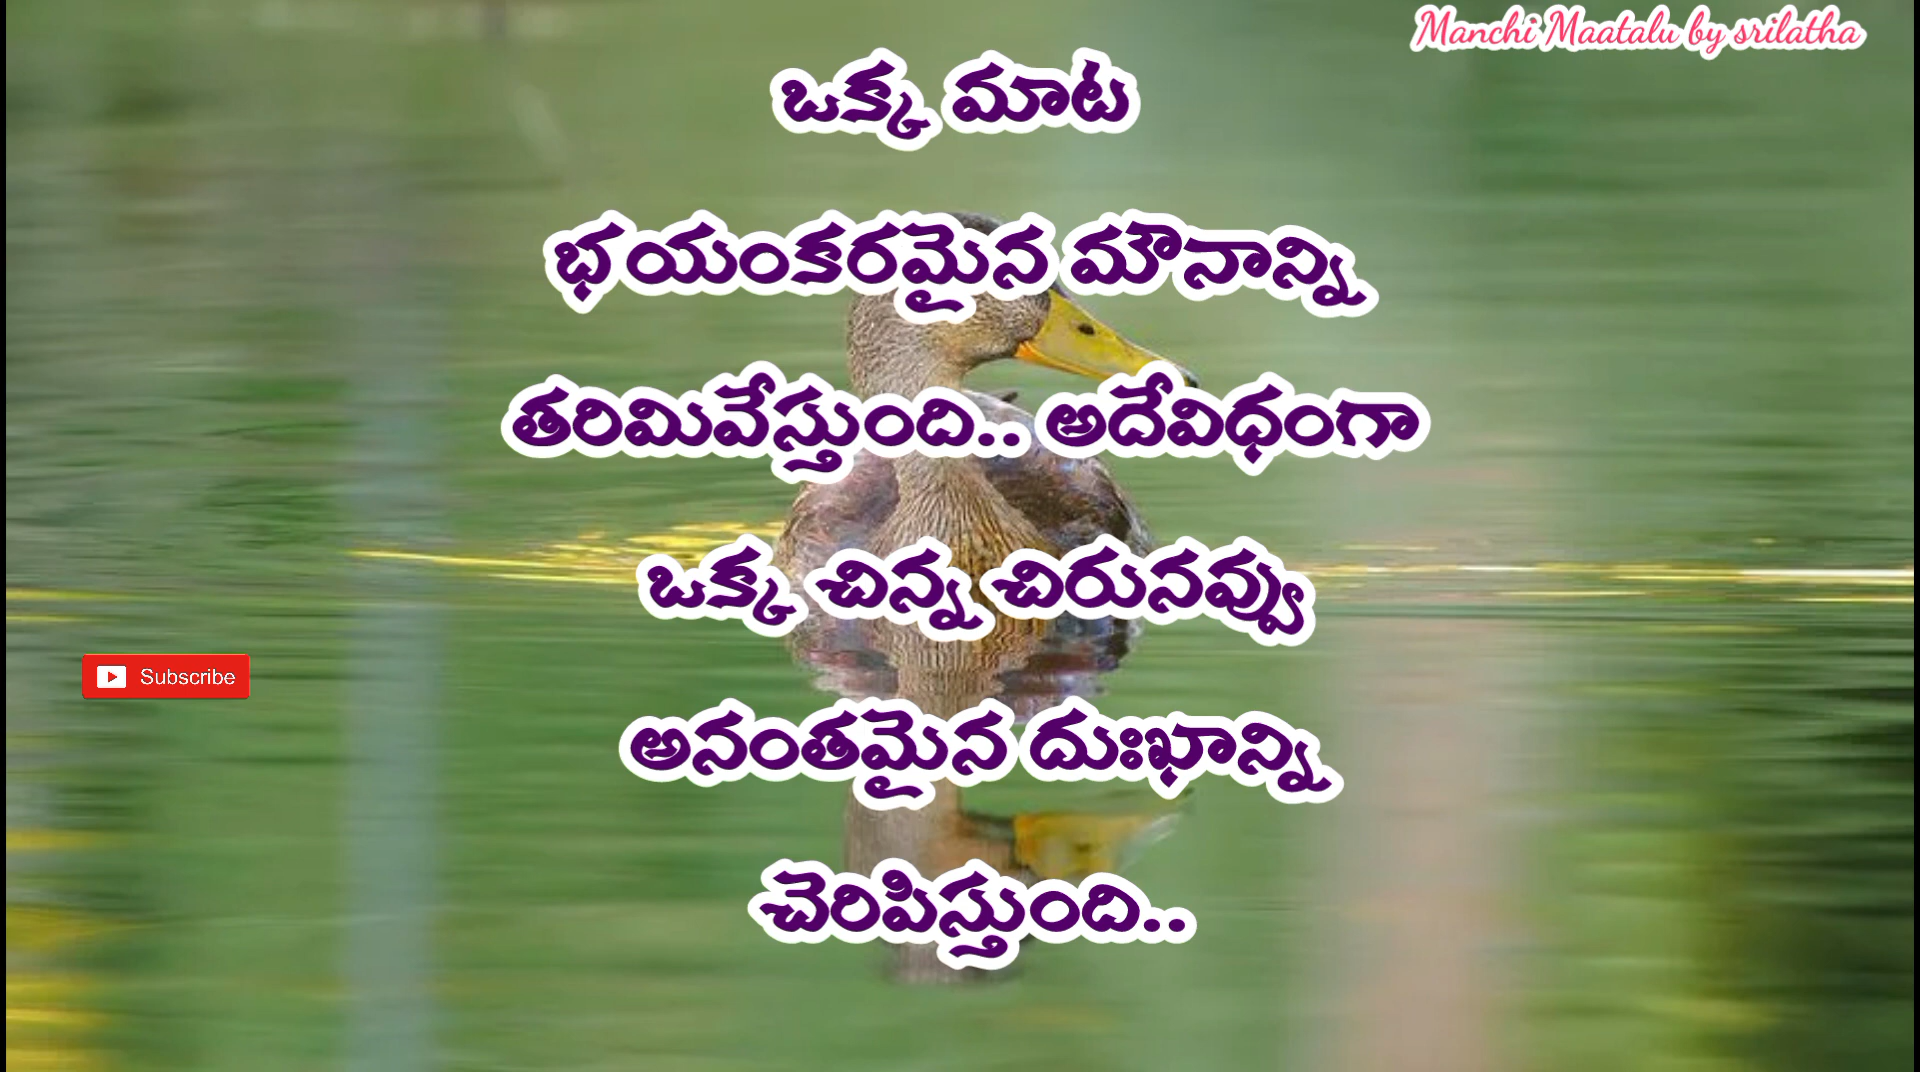 Manchi Maatalu by srilatha
ఒక్క మాట
భయంకరమైన మౌనాన్ని
తరిమివేస్తుంది.. అదేవిధంగా
ఒక్క చిన్న చిరునవ్వు
Subscribe
అనంతమైన దుఃఖాన్ని
చెరిపిస్తుంది..